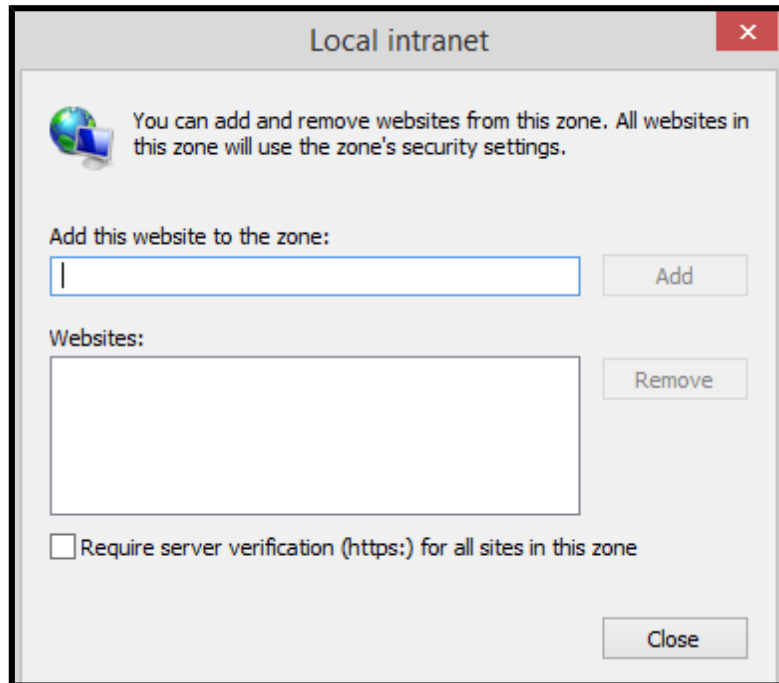 Local intranet
You can add and remove websites from this zone. All websites in
this zone will use the zone's security settings.
Add this website to the zone:
Add
Websites:
Remove
Require server verification (https:) for all sites in this zone
Close